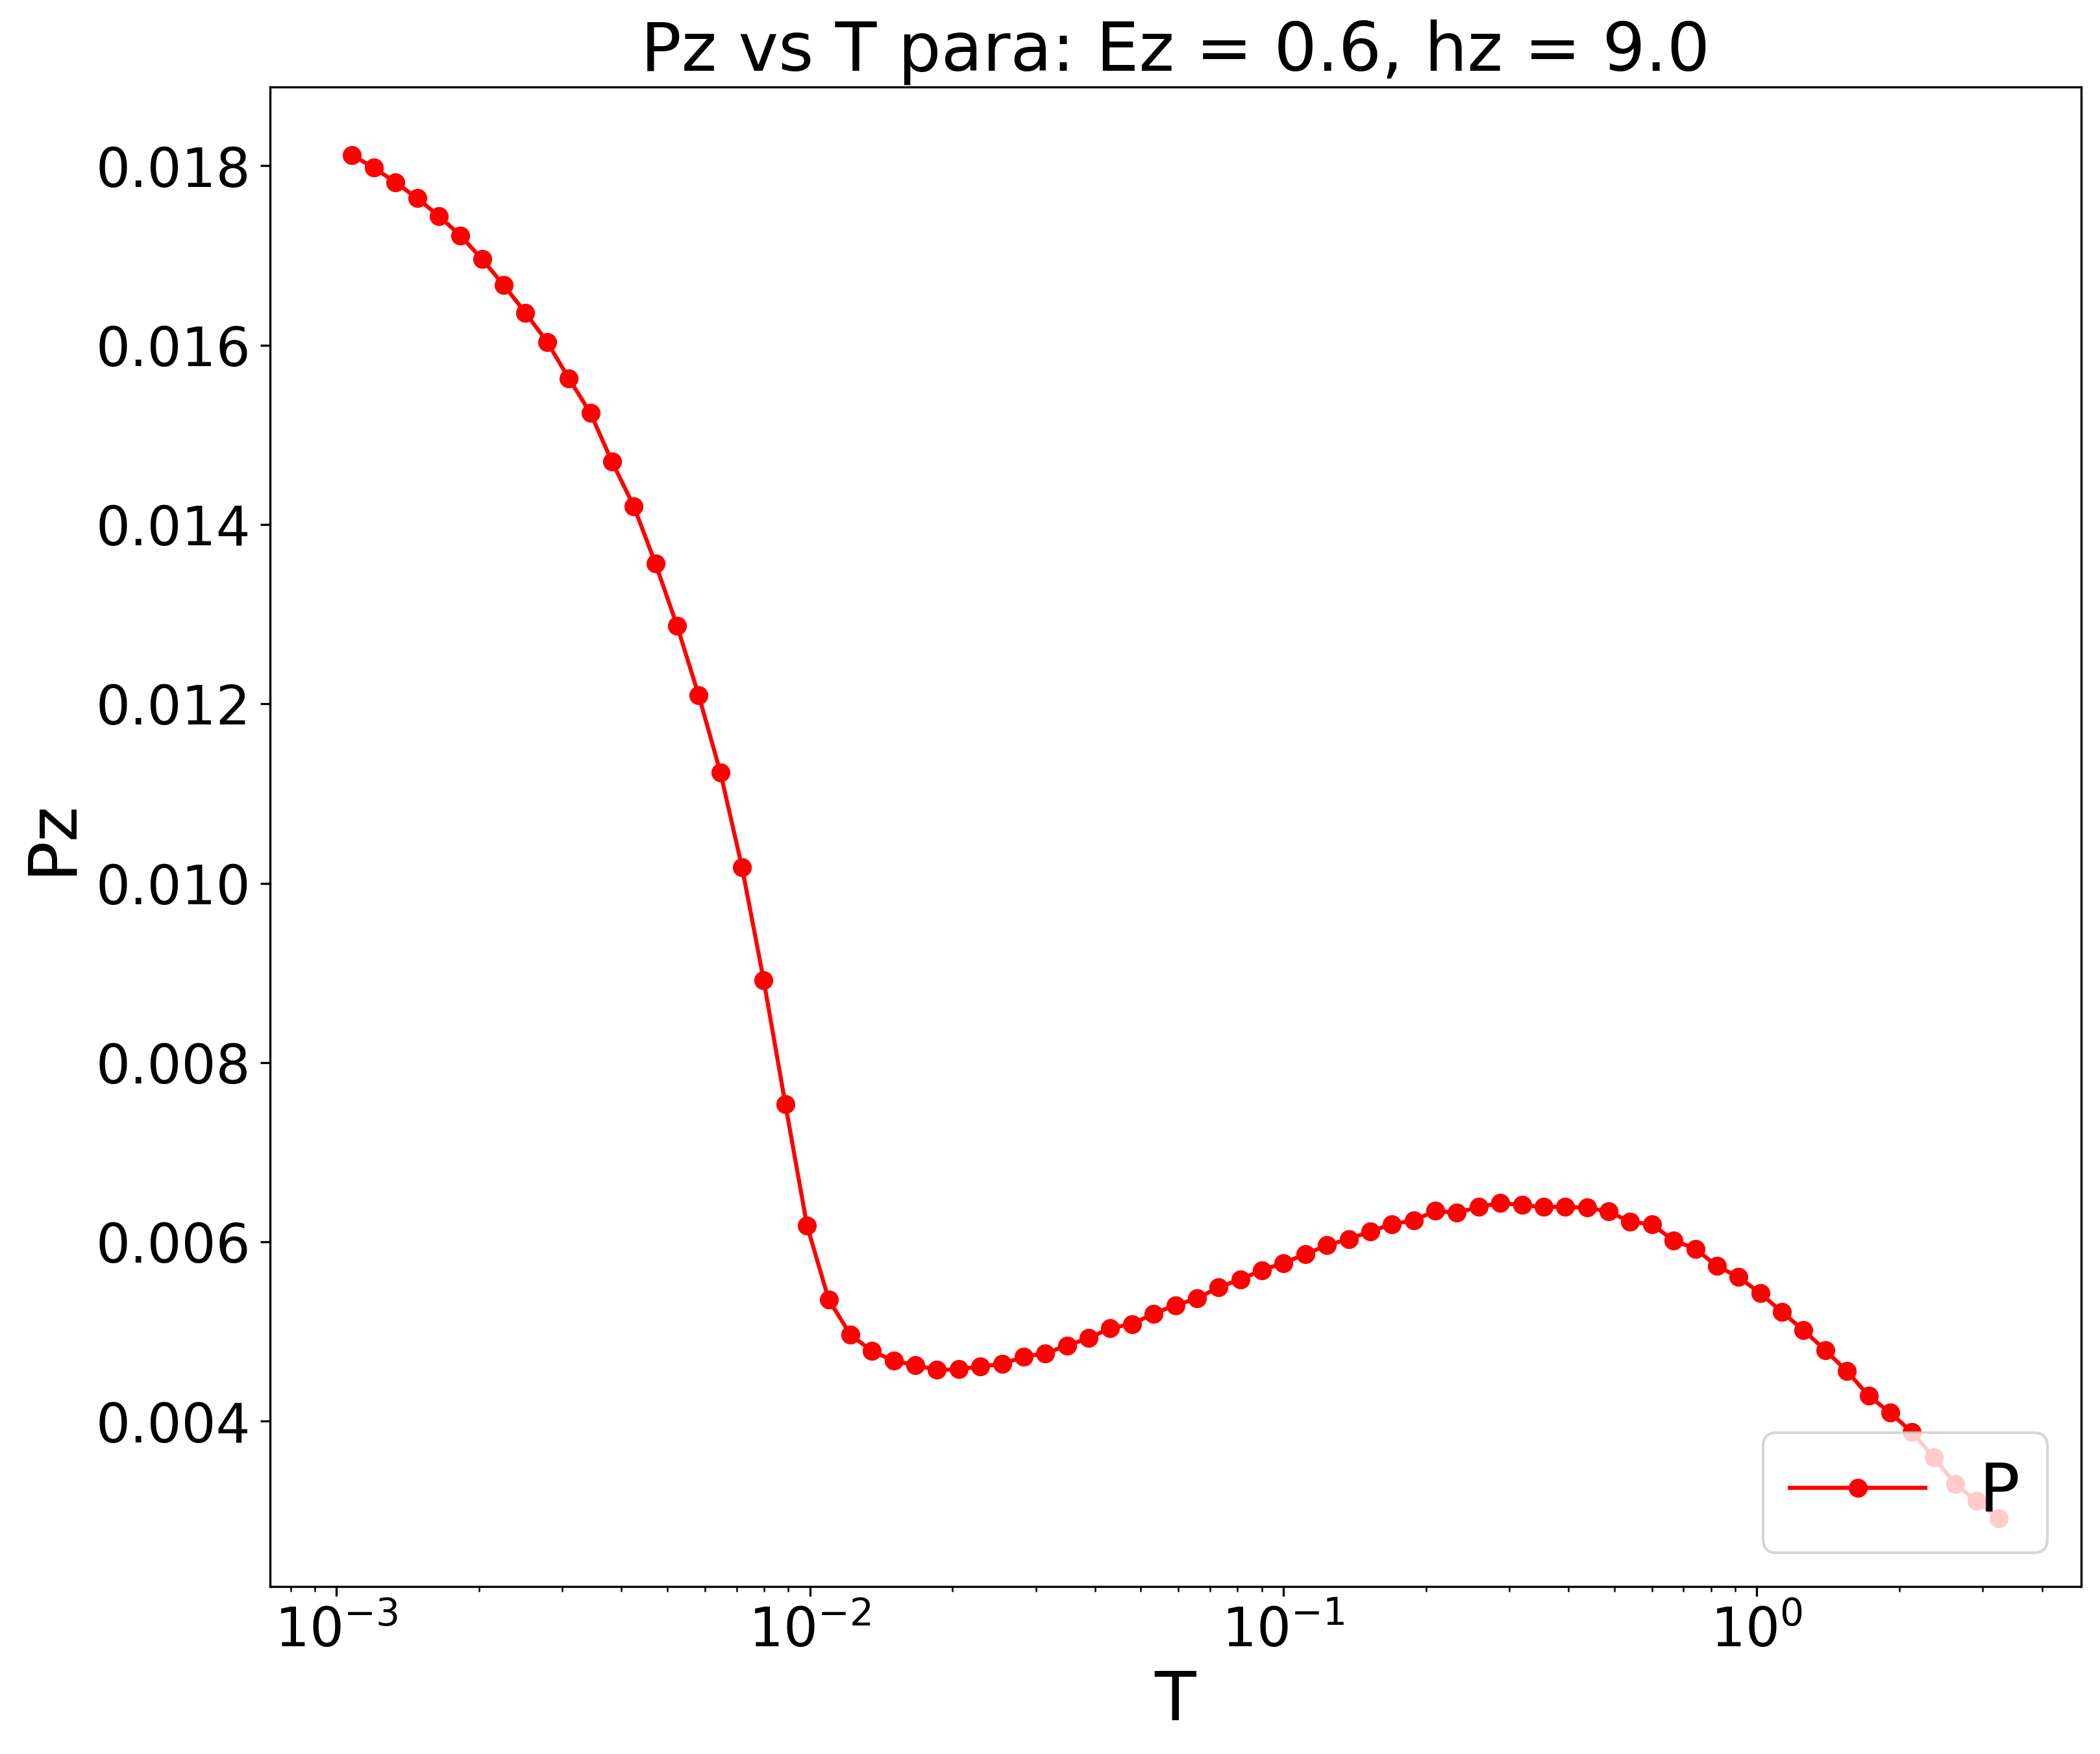 Pz vs T para: Ez = 0.6, hz = 9.0
0.018
0.016
0.014
0.012
0.010
0.008
0.006
0.004
Pz
P
10⁻³ 10⁻² 10⁻¹ 10⁰
T